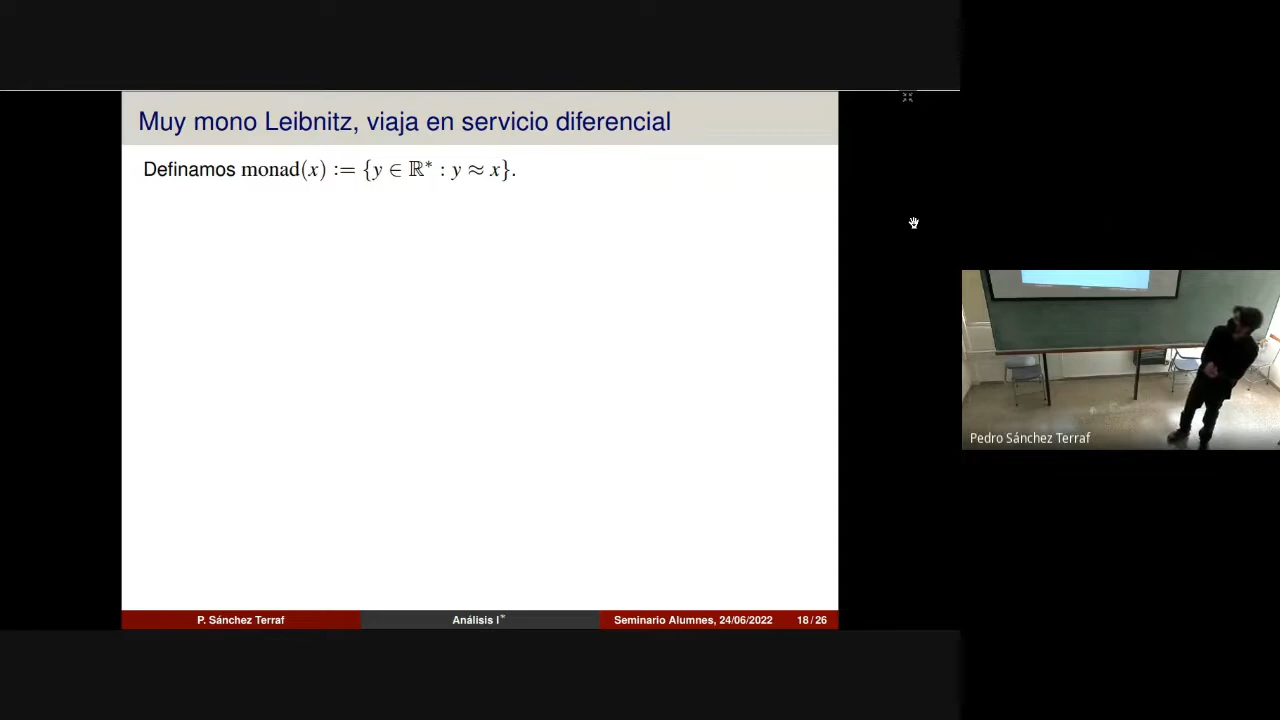 Muy mono Leibnitz, viaja en servicio diferencial
Definamos monad(x) := {y ∈ ℝ* : y ≈ x}.
Pedro Sánchez Terraf
P. Sánchez Terraf
Análisis I*
Seminario Alumnes, 24/06/2022 18 / 26